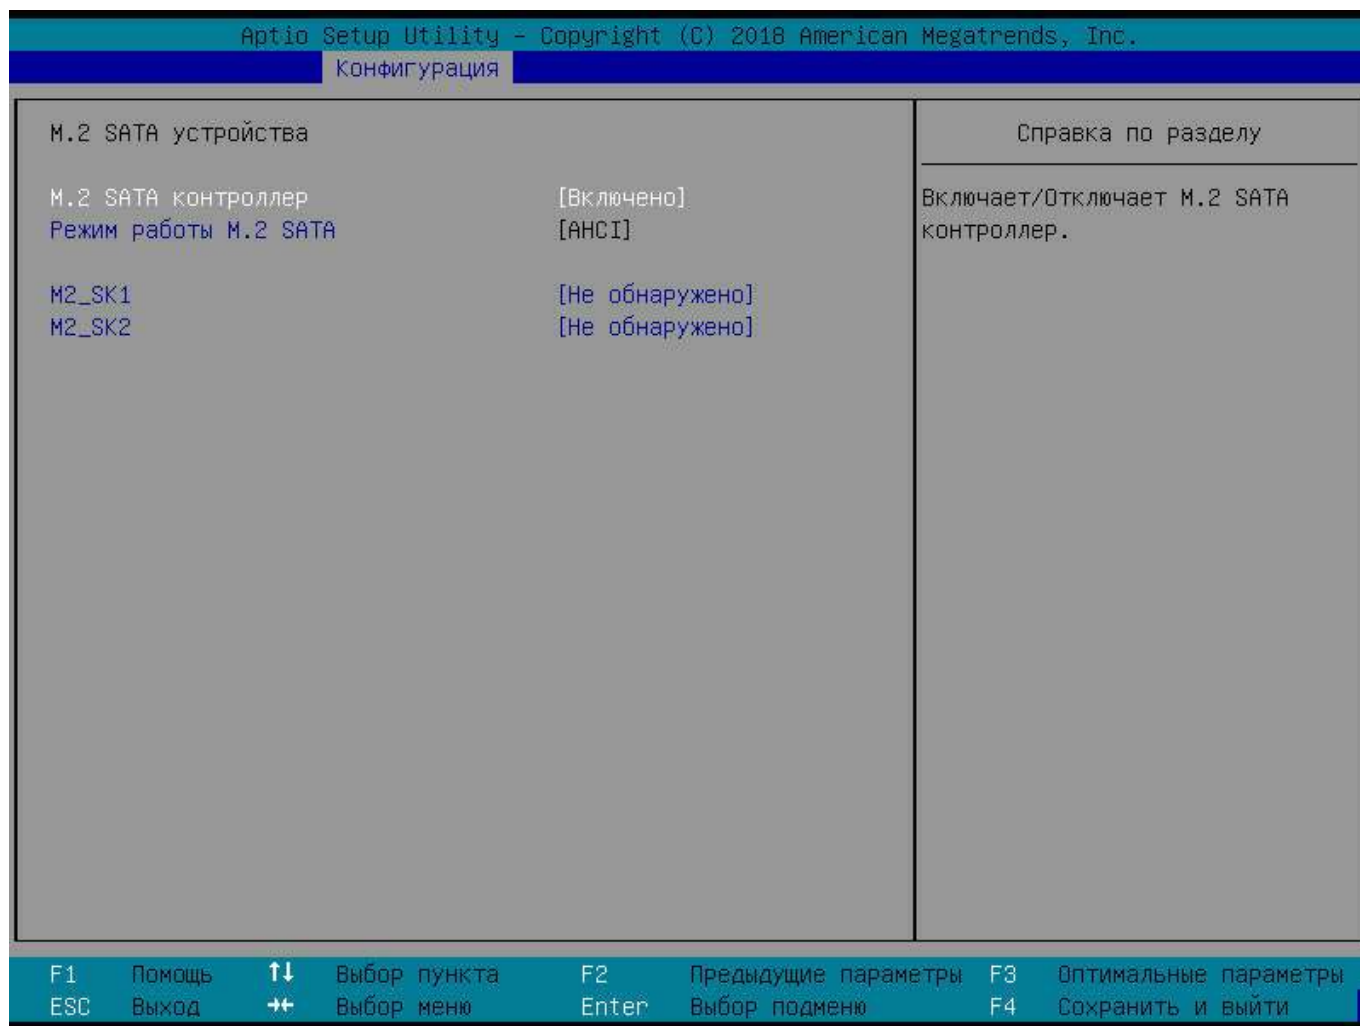 Aptio Setup Utility – Copyright (C) 2018 American Megatrends, Inc.
Конфигурация
M.2 SATA устройства
Справка по разделу
M.2 SATA контроллер [Включено]
Режим работы M.2 SATA [AHCI]
M2_SK1 [Не обнаружено]
M2_SK2 [Не обнаружено]
Включает/Отключает M.2 SATA
контроллер.
F1 Помощь ↑↓ Выбор пункта F2 Предыдущие параметры F3 Оптимальные параметры
ESC Выход →← Выбор меню Enter Выбор подменю F4 Сохранить и выйти